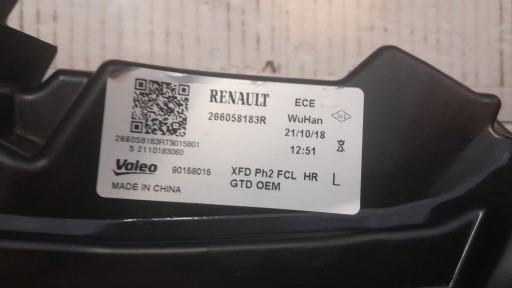 RENAULT
266058183R
ECE
WuHan
21/10/18
12:51
266058183RT9015801
5 2110183060
Valeo
90158015
MADE IN CHINA
XFD Ph2 FCL HR
GTD OEM
L